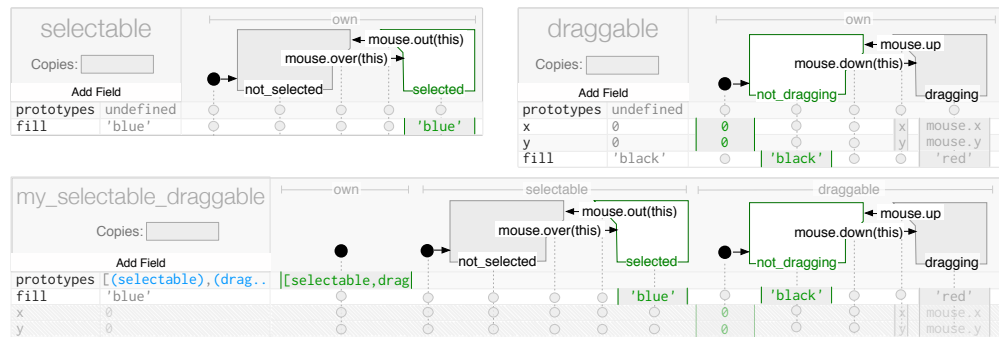 selectable
own
mouse.out(this)
mouse.over(this)
Copies:
not_selected
selected
Add Field
prototypes undefined
fill 'blue' 'blue'
draggable
own
mouse.up
mouse.down(this)
Copies:
not_dragging
dragging
Add Field
prototypes undefined
x 0 0 x mouse.x
y 0 0 y mouse.y
fill 'black' 'black' 'red'
my_selectable_draggable
own selectable draggable
mouse.out(this) mouse.up
mouse.over(this) mouse.down(this)
Copies:
not_selected selected not_dragging dragging
Add Field
prototypes [(selectable),(drag.. [selectable,drag
fill 'blue' 'blue' 'black' 'red'
x 0 0 x mouse.x
y 0 0 y mouse.y